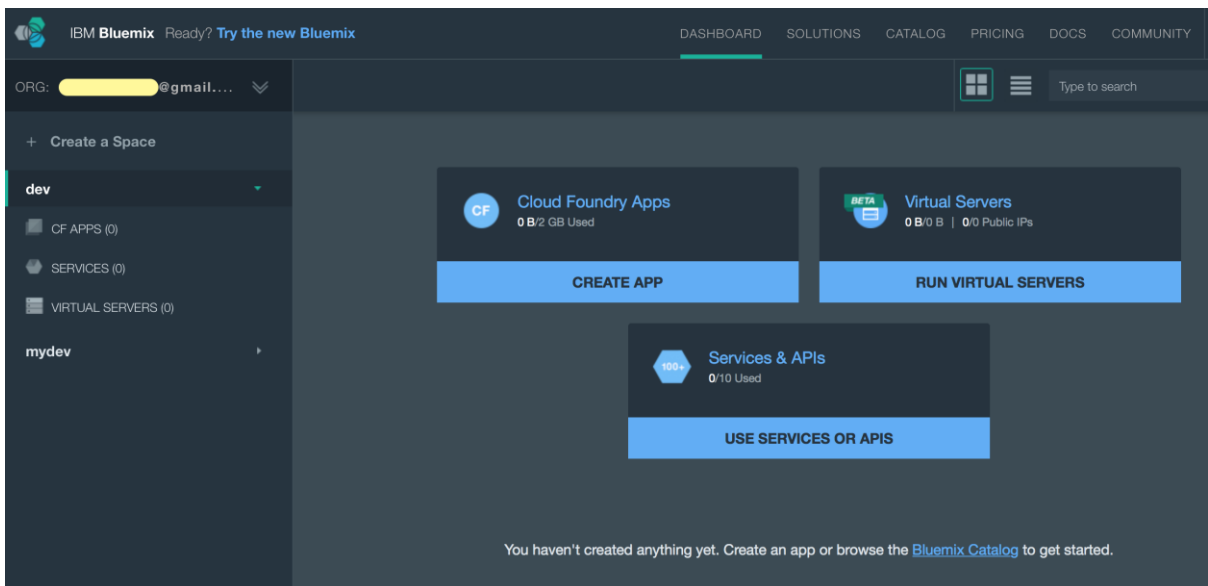 IBM Bluemix Ready? Try the new Bluemix
DASHBOARD SOLUTIONS CATALOG PRICING DOCS COMMUNITY
ORG: @gmail....
Type to search
+ Create a Space
dev
CF APPS (0)
SERVICES (0)
VIRTUAL SERVERS (0)
mydev
CF
Cloud Foundry Apps
0 B/2 GB Used
CREATE APP
BETA
Virtual Servers
0 B/0 B | 0/0 Public IPs
RUN VIRTUAL SERVERS
100+
Services & APIs
0/10 Used
USE SERVICES OR APIS
You haven't created anything yet. Create an app or browse the Bluemix Catalog to get started.